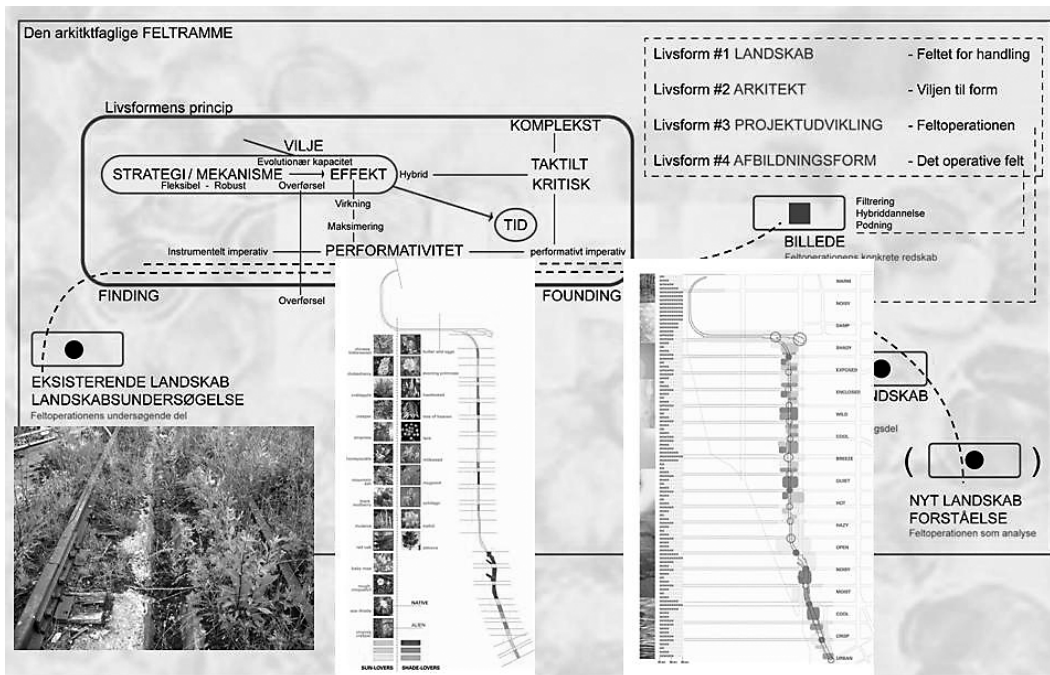 Den arkitktfaglige FELTRAMME
Livsform #1 LANDSKAB - Feltet for handling
Livsform #2 ARKITEKT - Viljen til form
Livsform #3 PROJEKTUDVIKLING - Feltoperationen
Livsform #4 AFBILDNINGSFORM - Det operative felt
Livsformens princip
KOMPLEKST
VILJE
Evolutionær kapacitet
STRATEGI / MEKANISME EFFEKT
Fleksibel - Robust Overførsel
Hybrid
TAKTILT
KRITISK
Virkning
TID
Maksimering
Instrumentelt imperativ PERFORMATIVITET performativt imperativ
FINDING
Overførsel
FOUNDING
Filtrering
Hybriddannelse
Podning
BILLEDE
Feltoperationens konkrete redskab
EKSISTERENDE LANDSKAB
LANDSKABSUNDERSØGELSE
Feltoperationens undersøgende del
NDSKAB
gsdel
( )
NYT LANDSKAB
FORSTÅELSE
Feltoperationen som analyse
NATIVE
ALIEN
SUN-LOVERS SHADE-LOVERS
NOISY
DAMP
SHADY
EXPOSED
ENCLOSED
WILD
COOL
BREEZE
QUIET
HOT
HAZY
OPEN
MOIST
COOL
CROP
URBAN